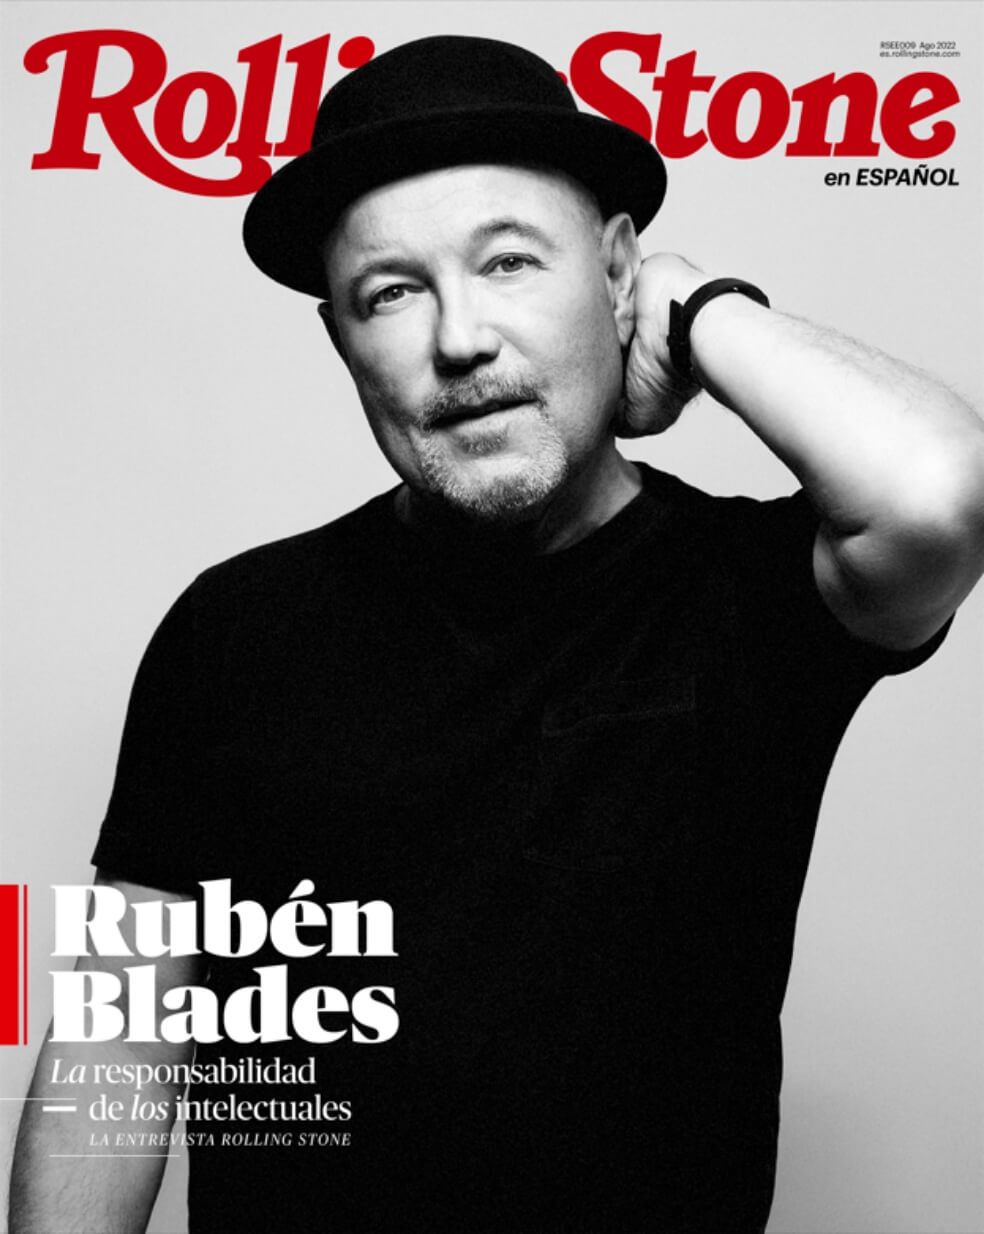 Rolling Stone
RSEE009 Ago 2022
es.rollingstone.com
en ESPAÑOL
Rubén
Blades
La responsabilidad
de los intelectuales
LA ENTREVISTA ROLLING STONE